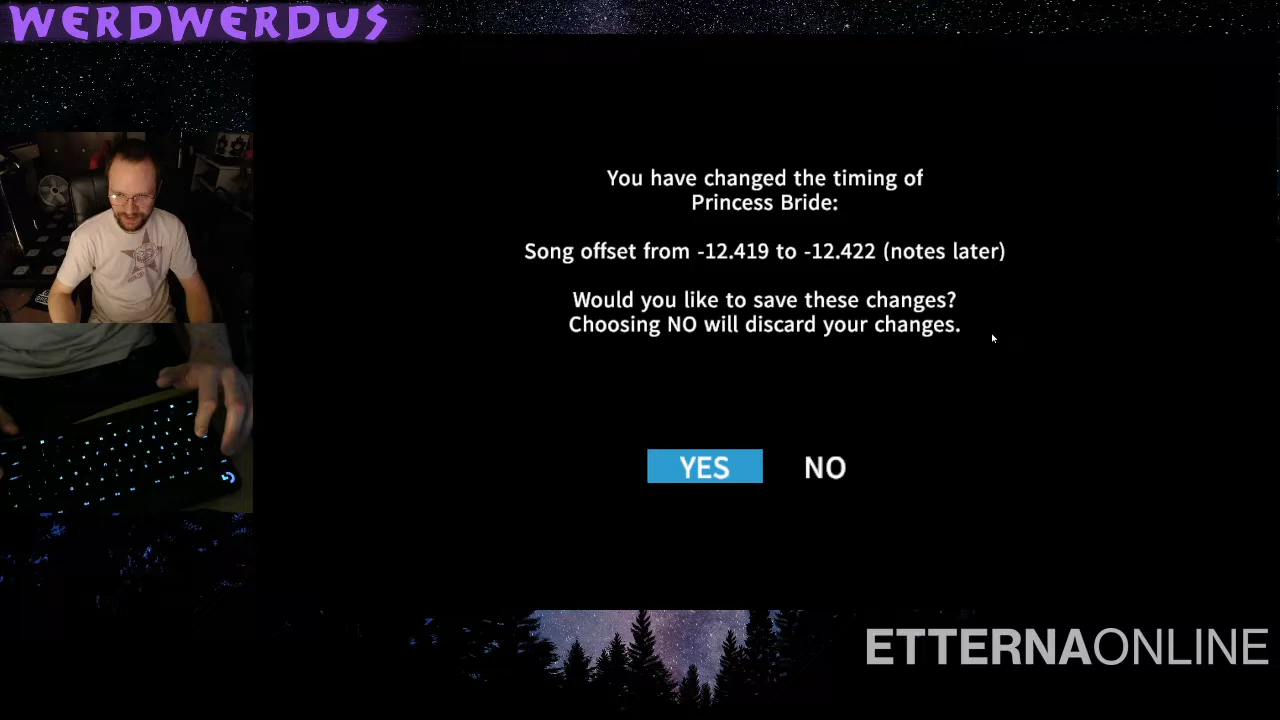 WERDWERDUS
You have changed the timing of
Princess Bride:
Song offset from -12.419 to -12.422 (notes later)
Would you like to save these changes?
Choosing NO will discard your changes.
YES NO
ETTERNAONLINE